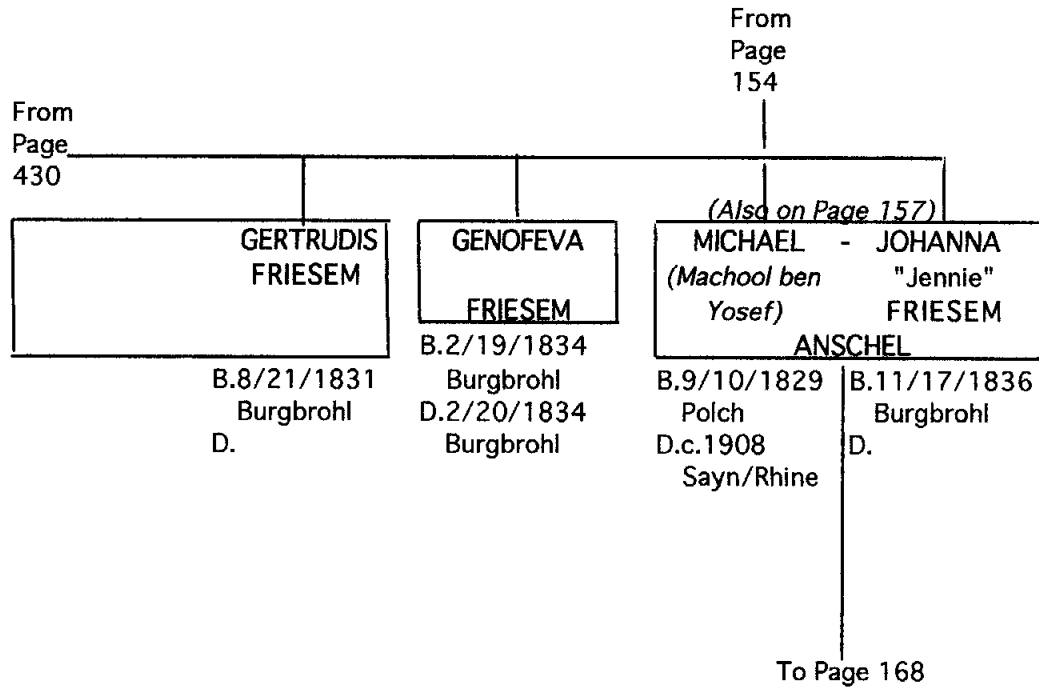 From
Page
154
From
Page
430
GERTRUDIS
FRIESEM
B.8/21/1831
Burgbrohl
D.
GENOFEVA
FRIESEM
B.2/19/1834
Burgbrohl
D.2/20/1834
Burgbrohl
(Also on Page 157)
MICHAEL - JOHANNA
(Machool ben "Jennie"
Yosef) FRIESEM
ANSCHEL
B.9/10/1829
Polch
D.c.1908
Sayn/Rhine
B.11/17/1836
Burgbrohl
D.
To Page 168